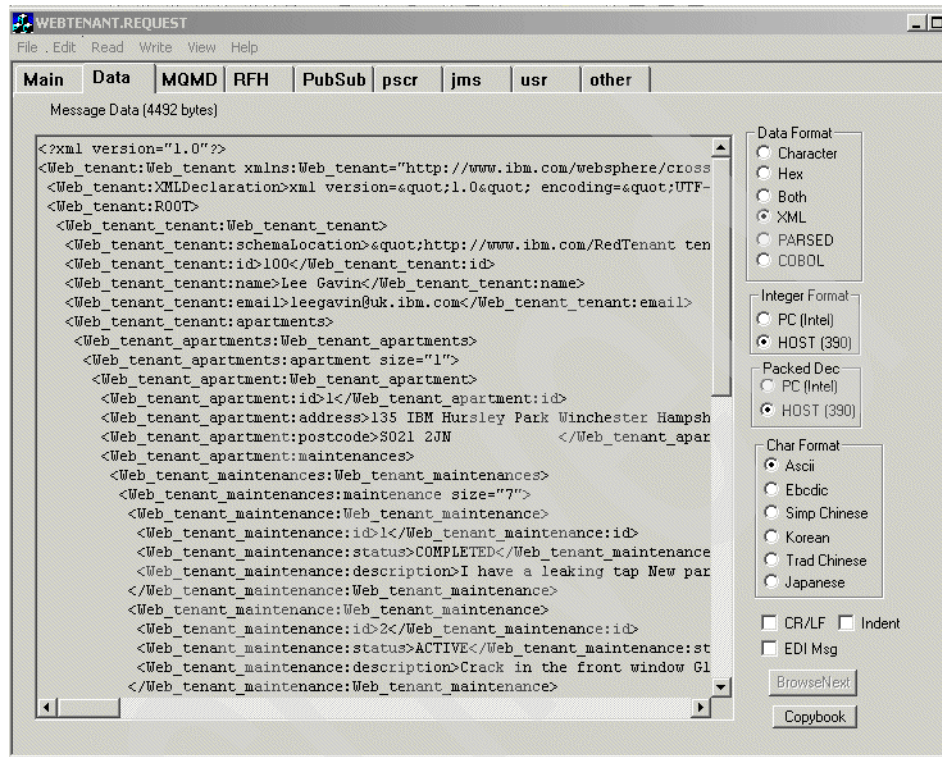 WEBTENANT.REQUEST
File . Edit Read Write View Help
Main Data MQMD RFH PubSub pscr jms usr other
Message Data (4492 bytes)
<?xml version="1.0"?>
<Web_tenant:Web_tenant xmlns:Web_tenant="http://www.ibm.com/websphere/cross
<Web_tenant:XMLDeclaration>xml version=&quot;1.0&quot; encoding=&quot;UTF-
<Web_tenant:ROOT>
<Web_tenant_tenant:Web_tenant_tenant>
<Web_tenant_tenant:schemaLocation>&quot;http://www.ibm.com/RedTenant ten
<Web_tenant_tenant:id>100</Web_tenant_tenant:id>
<Web_tenant_tenant:name>Lee Gavin</Web_tenant_tenant:name>
<Web_tenant_tenant:email>leegavin@uk.ibm.com</Web_tenant_tenant:email>
<Web_tenant_tenant:apartments>
<Web_tenant_apartments:Web_tenant_apartments>
<Web_tenant_apartments:apartment size="1">
<Web_tenant_apartment:Web_tenant_apartment>
<Web_tenant_apartment:id>1</Web_tenant_apartment:id>
<Web_tenant_apartment:address>135 IBM Hursley Park Winchester Hampsh
<Web_tenant_apartment:postcode>SO21 2JN </Web_tenant_apar
<Web_tenant_apartment:maintenances>
<Web_tenant_maintenances:Web_tenant_maintenances>
<Web_tenant_maintenances:maintenance size="7">
<Web_tenant_maintenance:Web_tenant_maintenance>
<Web_tenant_maintenance:id>1</Web_tenant_maintenance:id>
<Web_tenant_maintenance:status>COMPLETED</Web_tenant_maintenance
<Web_tenant_maintenance:description>I have a leaking tap New par
</Web_tenant_maintenance:Web_tenant_maintenance>
<Web_tenant_maintenance:Web_tenant_maintenance>
<Web_tenant_maintenance:id>2</Web_tenant_maintenance:id>
<Web_tenant_maintenance:status>ACTIVE</Web_tenant_maintenance:st
<Web_tenant_maintenance:description>Crack in the front window Gl
</Web_tenant_maintenance:Web_tenant_maintenance>
Data Format
Character
Hex
Both
XML
PARSED
COBOL
Integer Format
PC (Intel)
HOST (390)
Packed Dec
PC (Intel)
HOST (390)
Char Format
Ascii
Ebcdic
Simp Chinese
Korean
Trad Chinese
Japanese
CR/LF Indent
EDI Msg
BrowseNext
Copybook